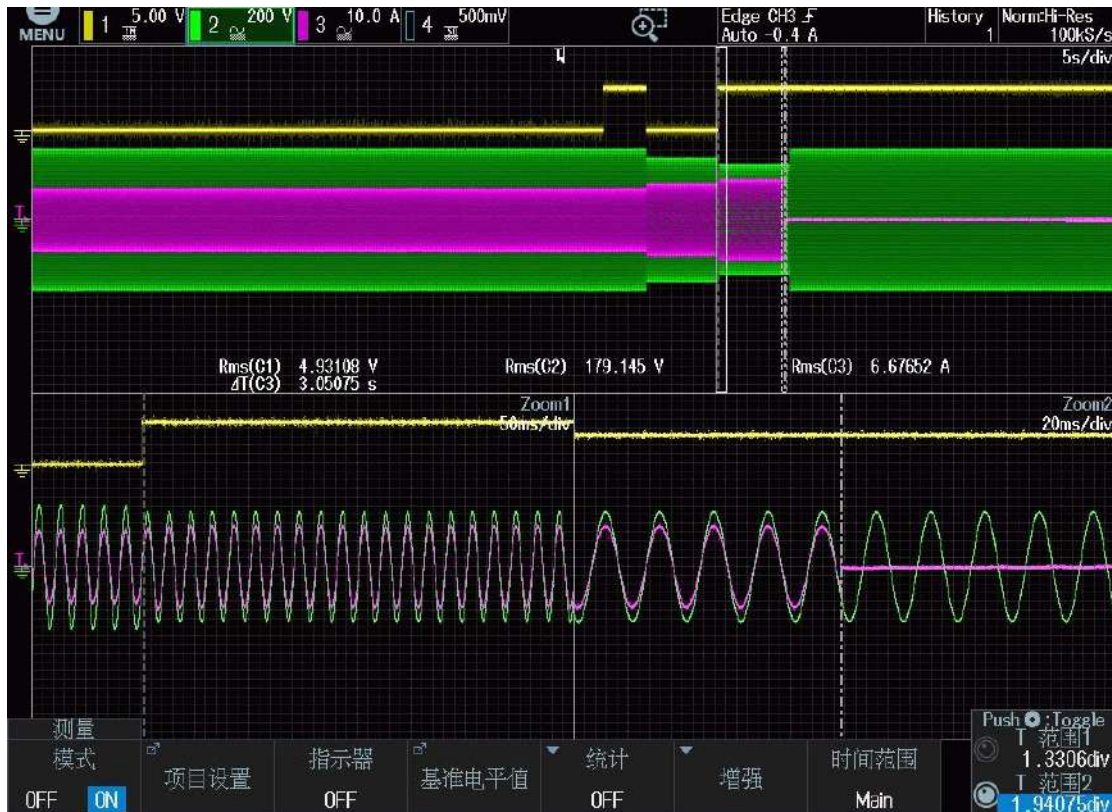 MENU
1 5.00 V
2 200 V
3 10.0 A
4 500mV
Edge CH3
Auto -0.4 A
History
1
Norm:Hi-Res
100kS/s
5s/div
T
Rms(C1) 4.93108 V
Rms(C2) 179.145 V
Rms(C3) 6.67652 A
ΔT(C3) 3.05075 s
Zoom1
50ms/div
Zoom2
20ms/div
T
测量
模式
OFF ON
项目设置
指示器
OFF
基准电平值
统计
OFF
增强
时间范围
Main
Push :Toggle
T 范围1
1.3306div
T 范围2
1.94075div